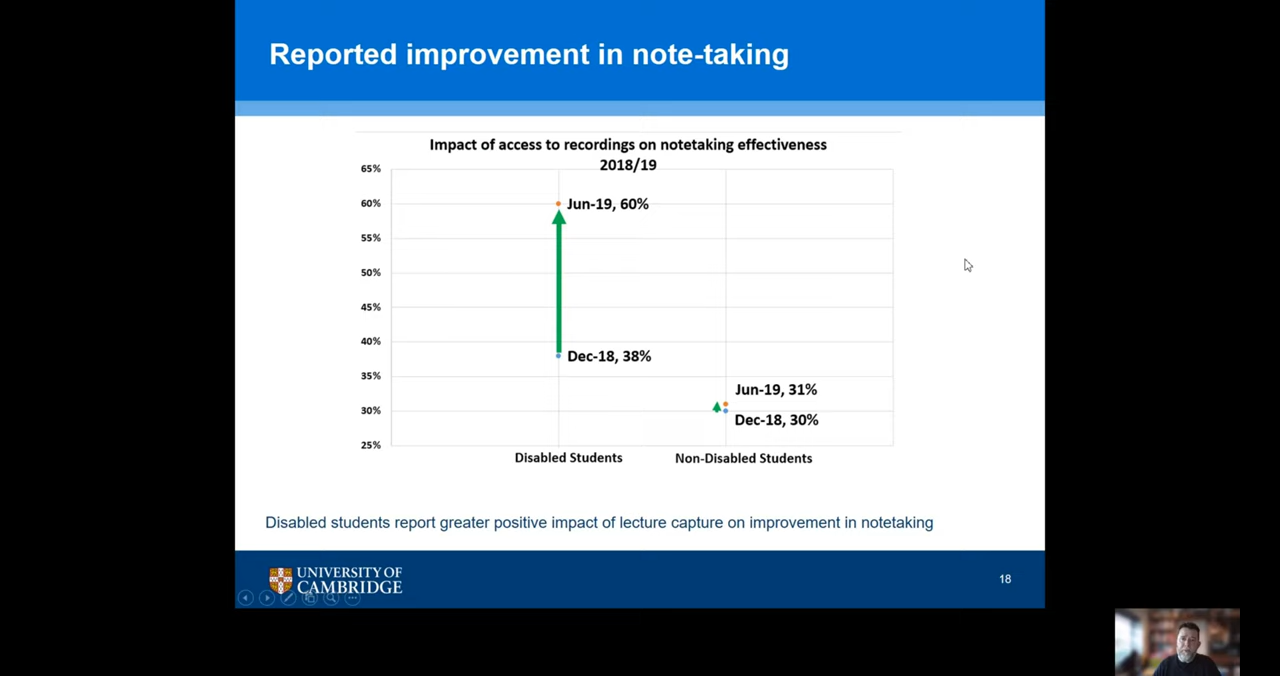 Reported improvement in note-taking
Impact of access to recordings on notetaking effectiveness
2018/19
65%
60%
55%
50%
45%
40%
35%
30%
25%
Jun-19, 60%
Dec-18, 38%
Jun-19, 31%
Dec-18, 30%
Disabled Students
Non-Disabled Students
Disabled students report greater positive impact of lecture capture on improvement in notetaking
UNIVERSITY OF
CAMBRIDGE
18